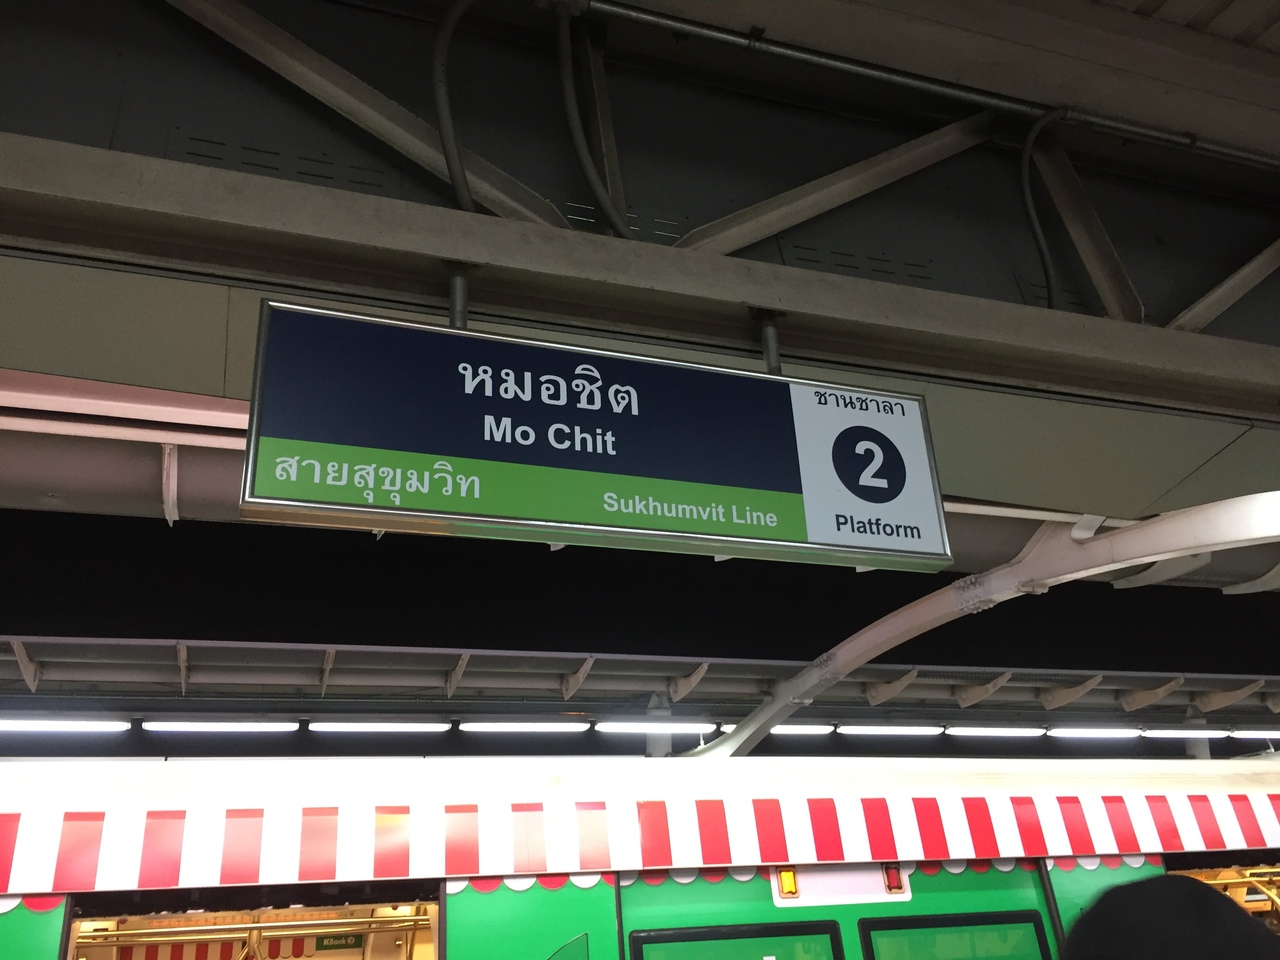 หมอชิต
Mo Chit
สายสุขุมวิท
Sukhumvit Line
ชานชาลา
2
Platform
KBank